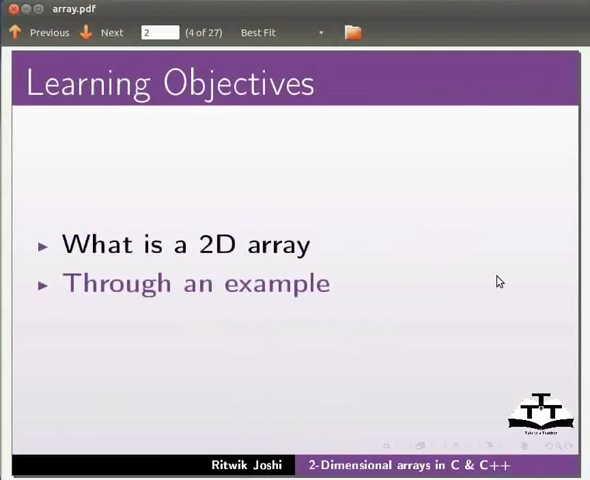 array.pdf
Previous Next 2 (4 of 27) Best Fit
Learning Objectives
What is a 2D array
Through an example
Ritwik Joshi 2-Dimensional arrays in C & C++